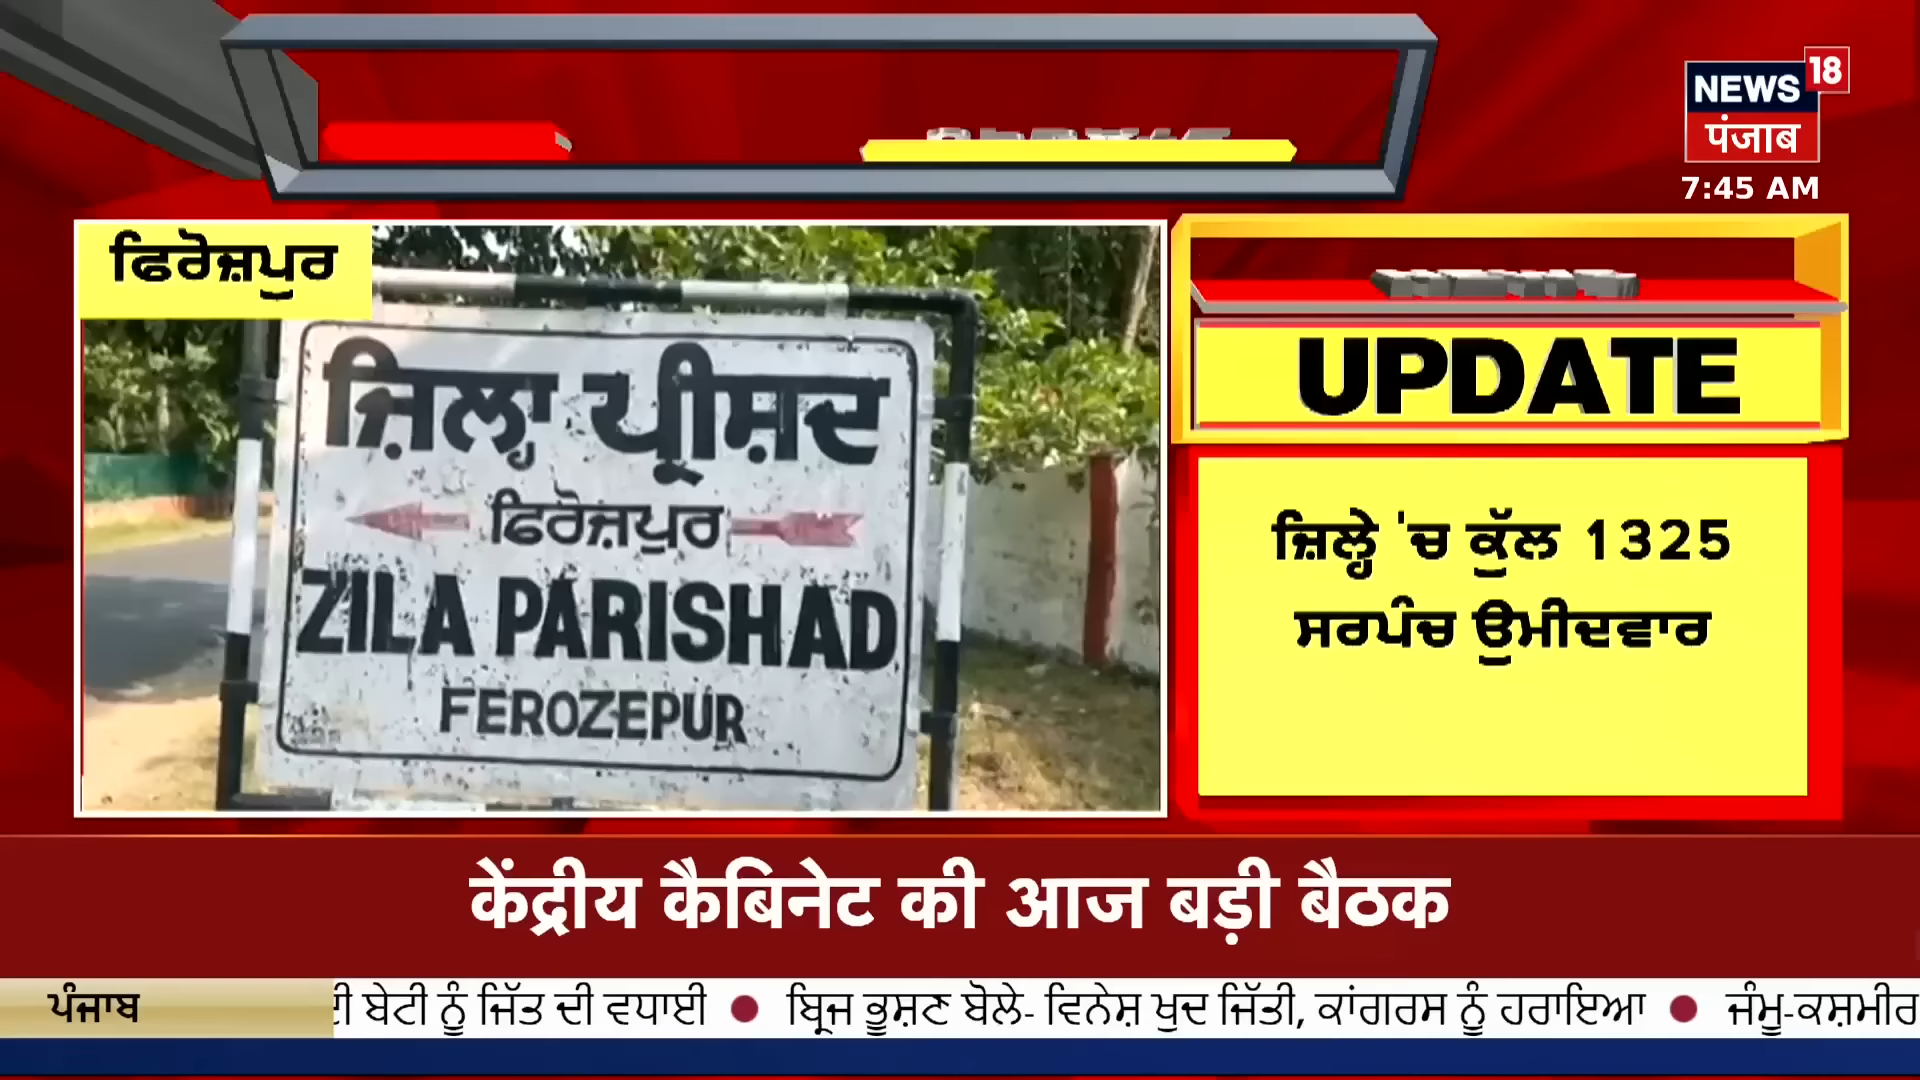 NEWS 18
पंजाब
7:45 AM
ਫਿਰੋਜ਼ਪੁਰ
ਜ਼ਿਲ੍ਹਾ ਪ੍ਰੀਸ਼ਦ
ਫਿਰੋਜ਼ਪੁਰ
ZILA PARISHAD
FEROZEPUR
UPDATE
ਜ਼ਿਲ੍ਹੇ 'ਚ ਕੁੱਲ 1325
ਸਰਪੰਚ ਉਮੀਦਵਾਰ
केंद्रीय कैबिनेट की आज बड़ी बैठक
ਪੰਜਾਬ
ਬੇਟੀ ਨੂੰ ਜਿੱਤ ਦੀ ਵਧਾਈ ● ਬ੍ਰਿਜ ਭੂਸ਼ਣ ਬੋਲੇ- ਵਿਨੇਸ਼ ਖੁਦ ਜਿੱਤੀ, ਕਾਂਗਰਸ ਨੂੰ ਹਰਾਇਆ ● ਜੰਮੂ-ਕਸ਼ਮੀਰ